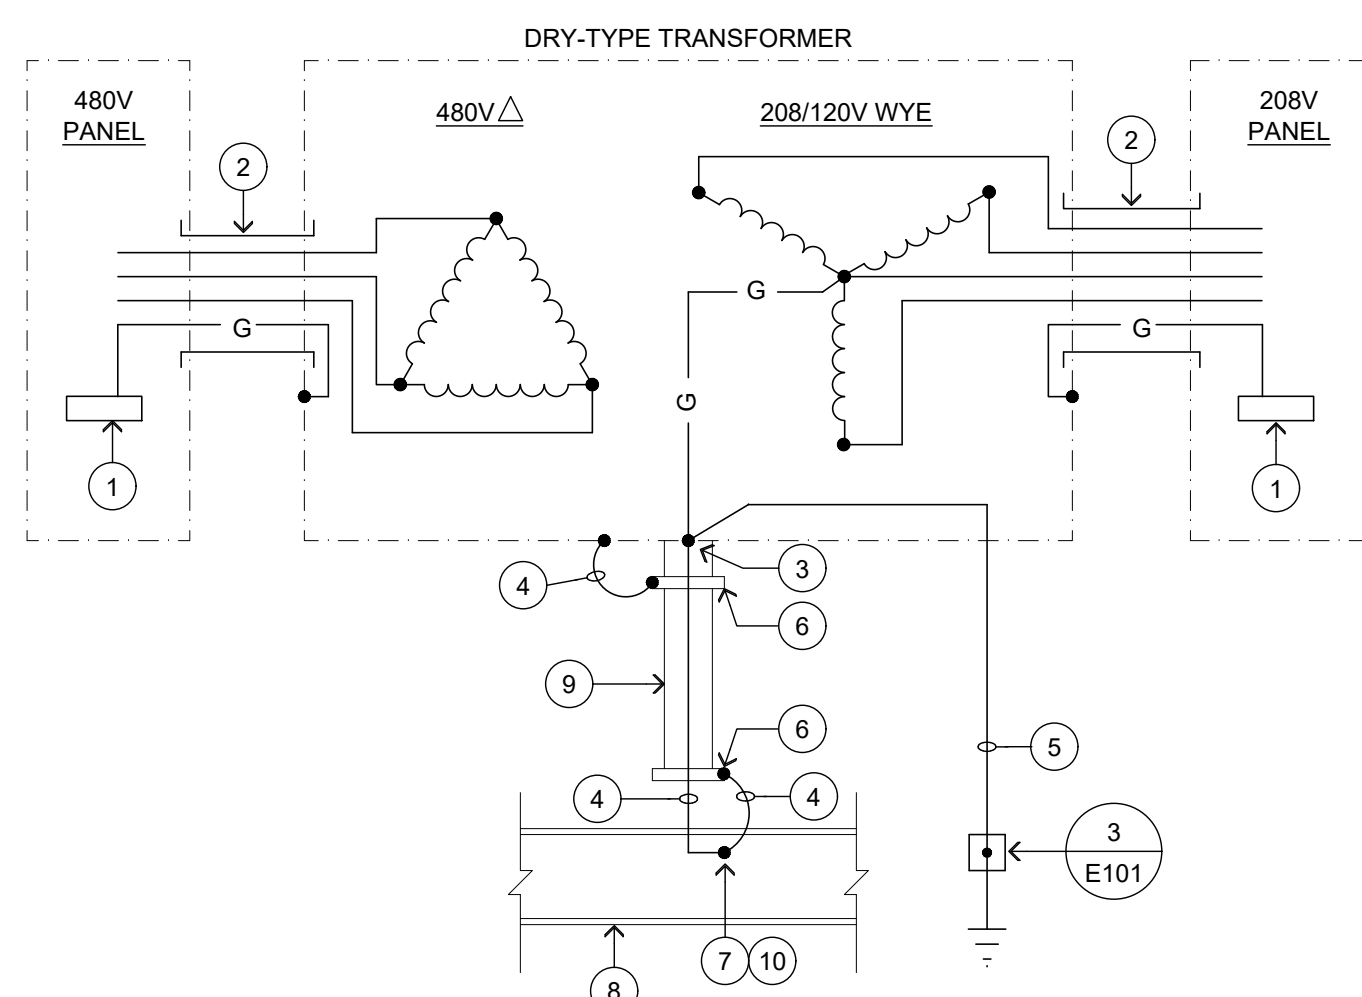 DRY-TYPE TRANSFORMER
480V
PANEL
480V
208/120V WYE
208V
PANEL
2
2
G
G
G
G
1
1
3
4
6
9
6
5
4
4
3
E101
7
10
8